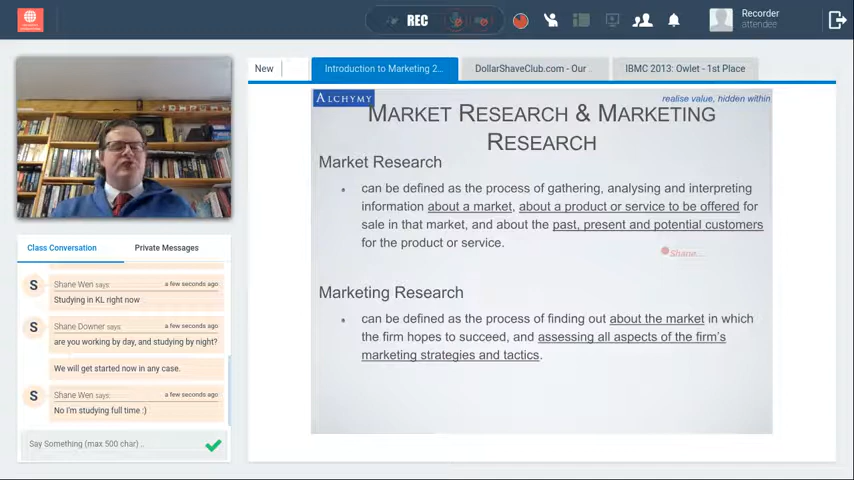 REC
Recorder
attendee
New
Introduction to Marketing 2...
DollarShaveClub.com - Our ..
IBMC 2013: Owlet - 1st Place
ALCHYMY
realise value, hidden within
MARKET RESEARCH & MARKETING
RESEARCH
Market Research
can be defined as the process of gathering, analysing and interpreting
information about a market, about a product or service to be offered for
sale in that market, and about the past, present and potential customers
for the product or service.
Shane...
Marketing Research
can be defined as the process of finding out about the market in which
the firm hopes to succeed, and assessing all aspects of the firm's
marketing strategies and tactics.
Class Conversation
Private Messages
S
Shane Wen says:
a few seconds ago
Studying in KL right now
S
Shane Downer says:
a few seconds ago
are you working by day, and studying by night?
We will get started now in any case.
S
Shane Wen says:
a few seconds ago
No I'm studying full time :)
Say Something (max 500 char)..